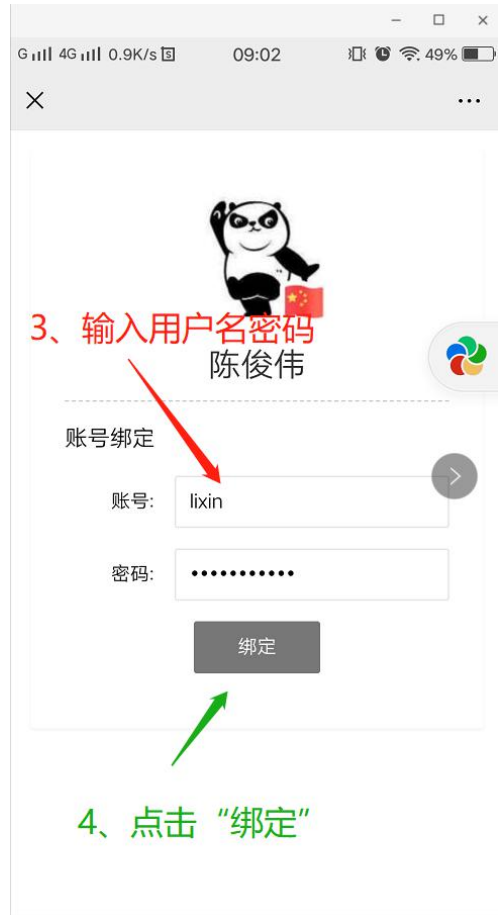 G 4G 0.9K/s 09:02 49%
3、输入用户名密码
陈俊伟
账号绑定
账号: lixin
密码: •••••••••••
绑定
4、点击“绑定”